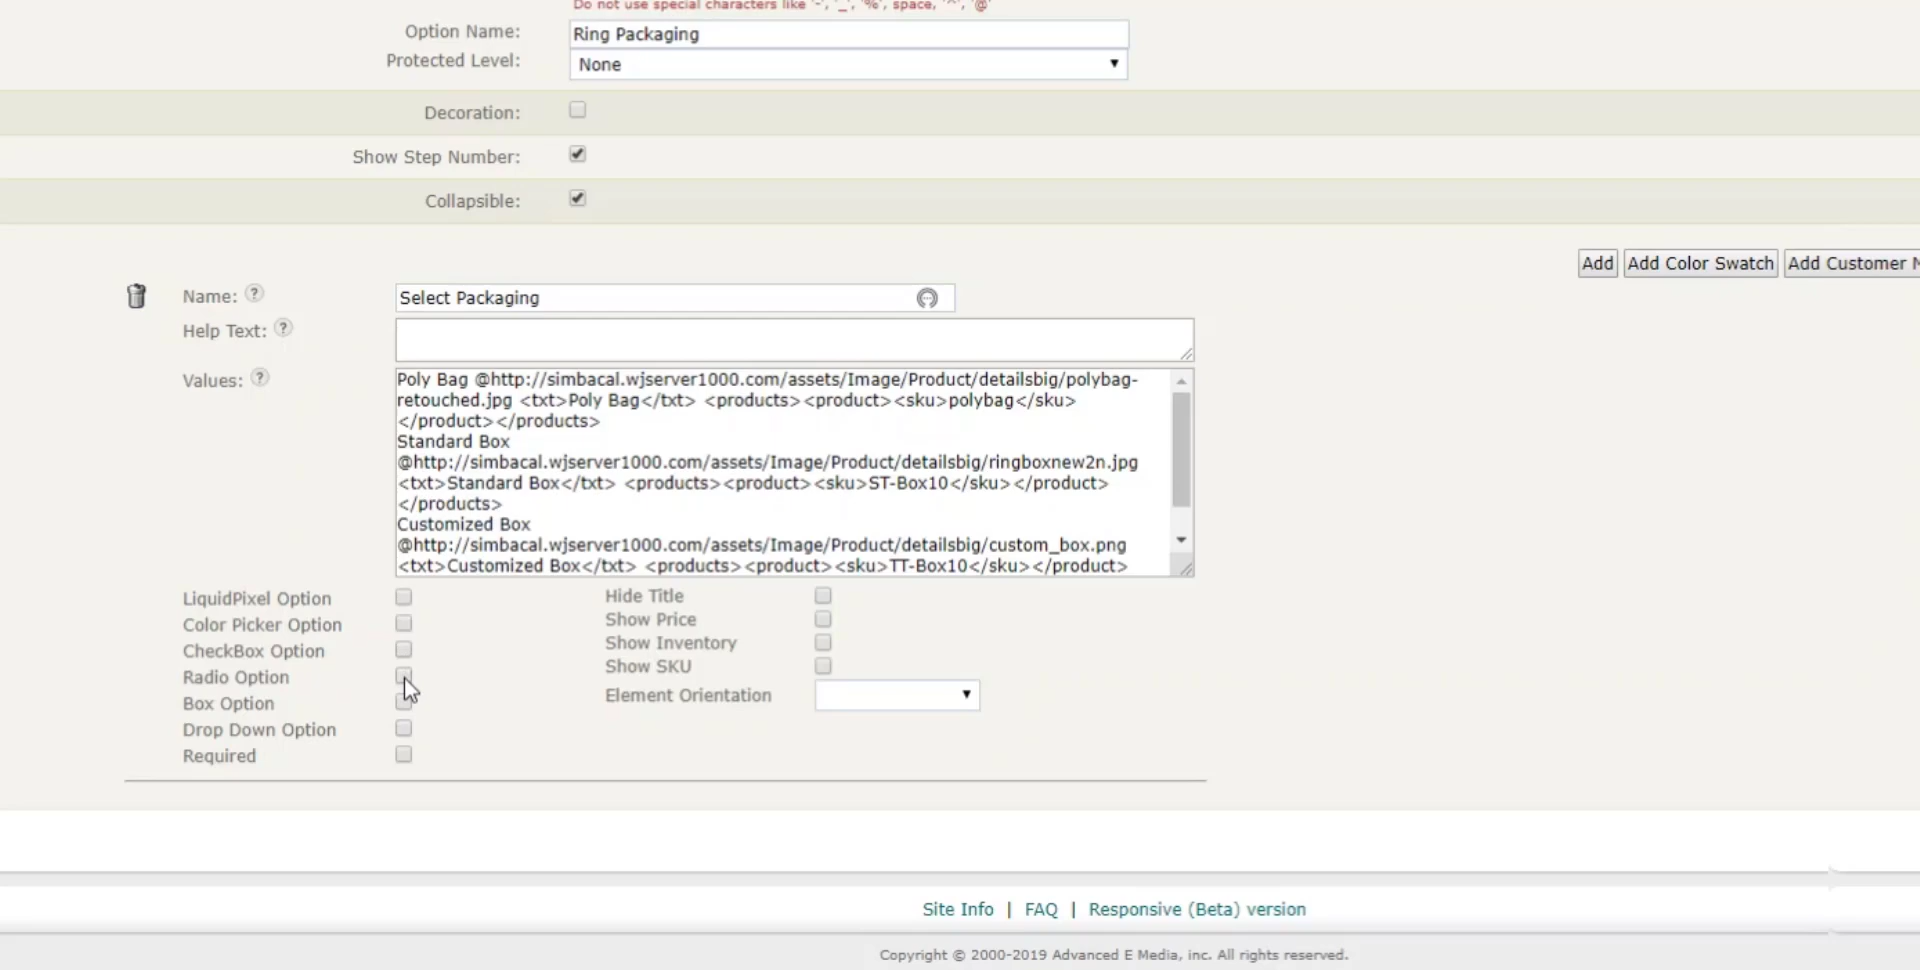 Do not use special characters like '-', '_', '%', space, '^', '@'
Option Name:
Ring Packaging
Protected Level:
None
Decoration:
Show Step Number:
Collapsible:
Add
Add Color Swatch
Add Customer
Name:
Select Packaging
Help Text:
Values:
Poly Bag @http://simbacal.wjserver1000.com/assets/Image/Product/detailsbig/polybag-
retouched.jpg <txt>Poly Bag</txt> <products><product><sku>polybag</sku>
</product></products>
Standard Box
@http://simbacal.wjserver1000.com/assets/Image/Product/detailsbig/ringboxnew2n.jpg
<txt>Standard Box</txt> <products><product><sku>ST-Box10</sku></product>
</products>
Customized Box
@http://simbacal.wjserver1000.com/assets/Image/Product/detailsbig/custom_box.png
<txt>Customized Box</txt> <products><product><sku>TT-Box10</sku></product>
LiquidPixel Option
Color Picker Option
CheckBox Option
Radio Option
Box Option
Drop Down Option
Required
Hide Title
Show Price
Show Inventory
Show SKU
Element Orientation
Site Info | FAQ | Responsive (Beta) version
Copyright © 2000-2019 Advanced E Media, inc. All rights reserved.